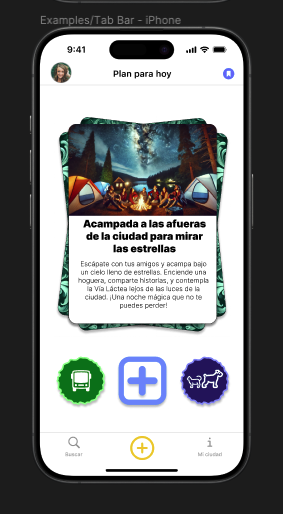 Examples/Tab Bar - iPhone
9:41
Plan para hoy
Acampada a las afueras
de la ciudad para mirar
las estrellas
Escápate con tus amigos y acampa bajo
un cielo lleno de estrellas. Enciende una
hoguera, comparte historias, y contempla
la Vía Láctea lejos de las luces de la
ciudad. ¡Una noche mágica que no te
puedes perder!
Buscar
Mi ciudad